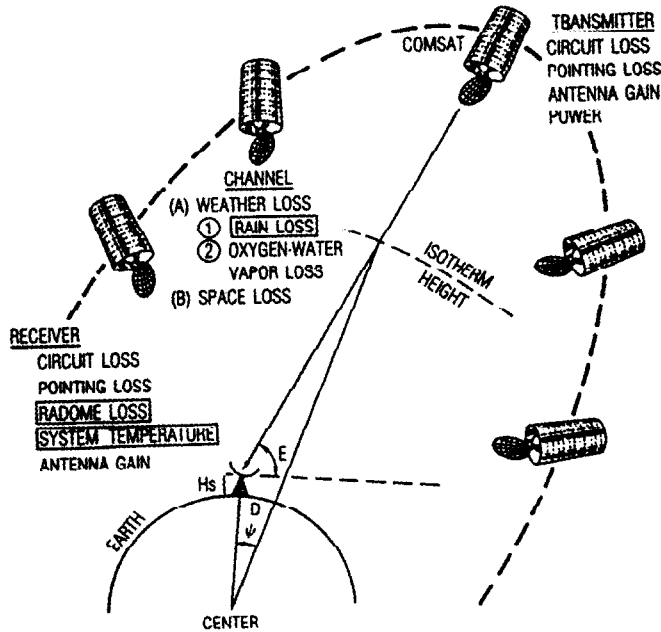 COMSAT
TRANSMITTER
CIRCUIT LOSS
POINTING LOSS
ANTENNA GAIN
POWER
CHANNEL
(A) WEATHER LOSS
① RAIN LOSS
② OXYGEN-WATER
VAPOR LOSS
(B) SPACE LOSS
ISOTHERM
HEIGHT
RECEIVER
CIRCUIT LOSS
POINTING LOSS
RADOME LOSS
SYSTEM TEMPERATURE
ANTENNA GAIN
E
Hs
D
ψ
EARTH
CENTER